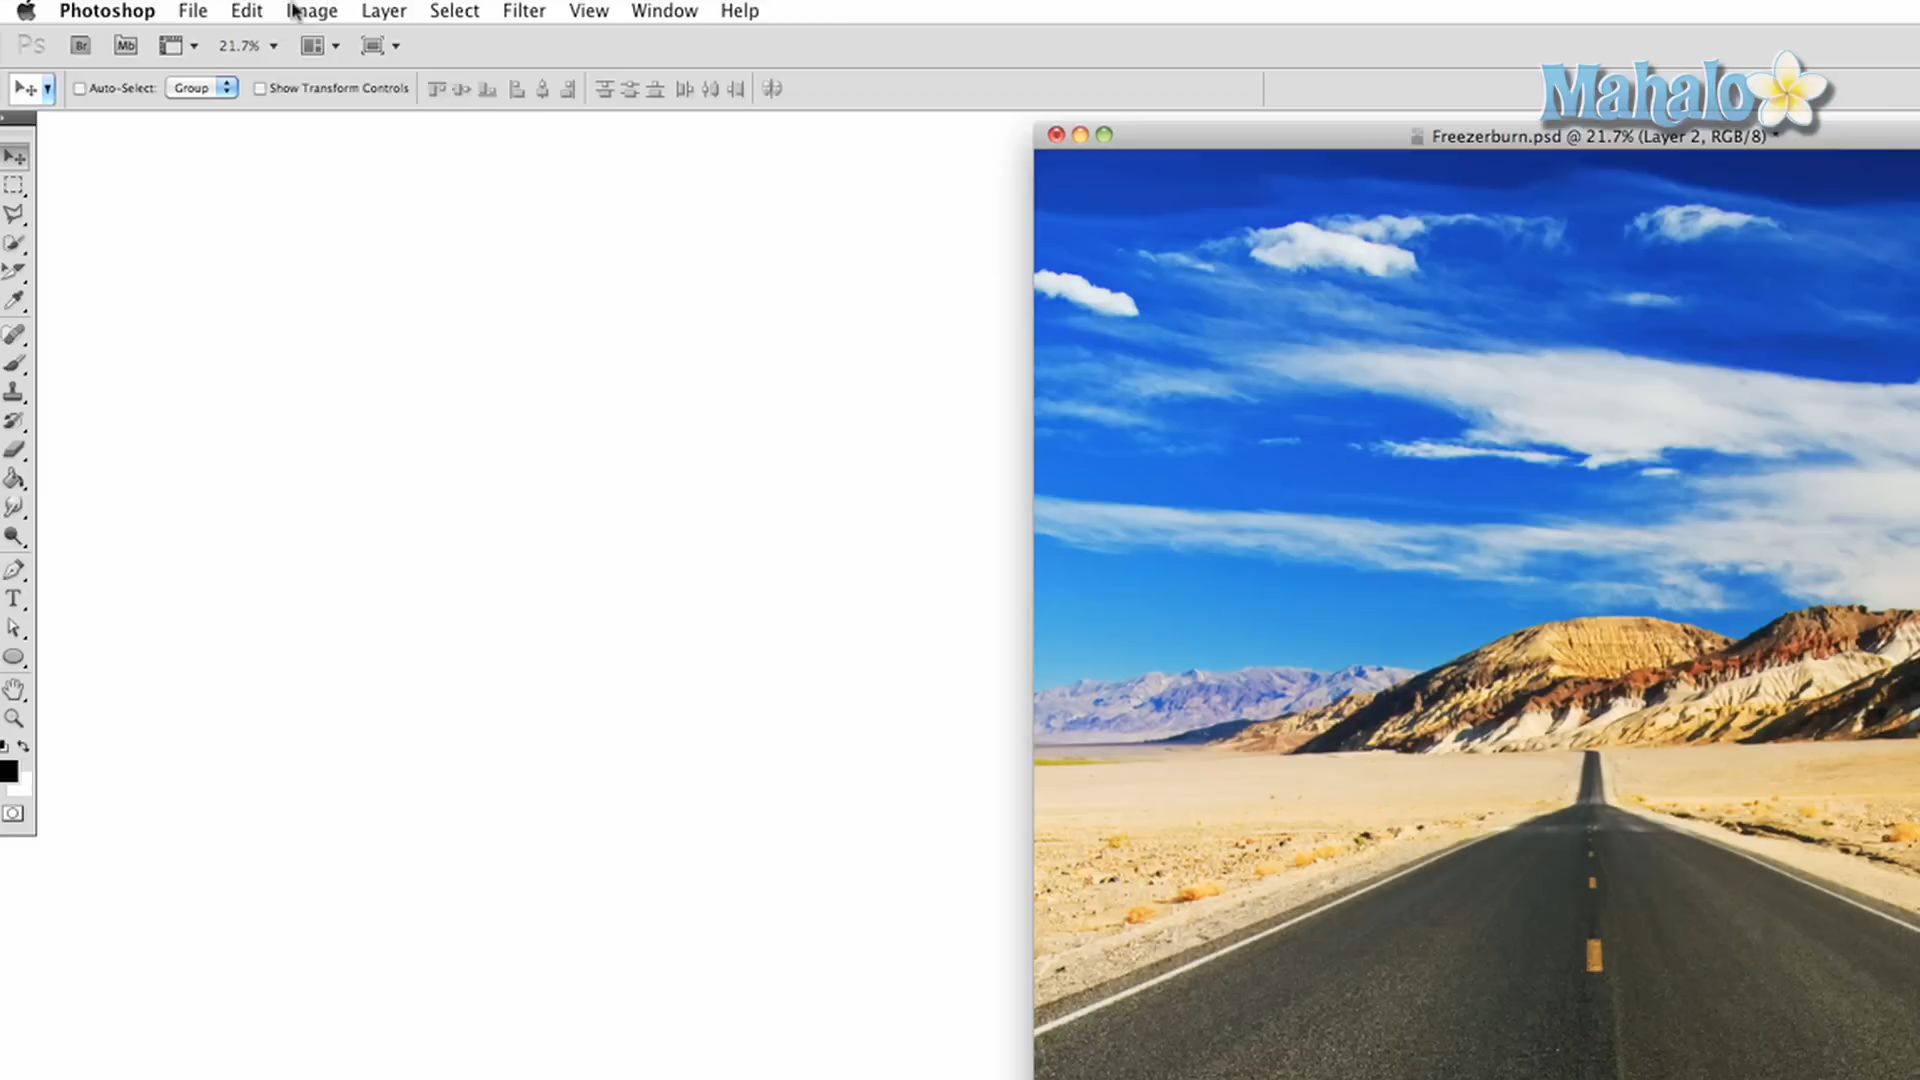 Photoshop File Edit Image Layer Select Filter View Window Help
Ps Br Mb 21.7%
Auto-Select: Group Show Transform Controls
Mahalo
Freezerburn.psd @ 21.7% (Layer 2, RGB/8) *
T